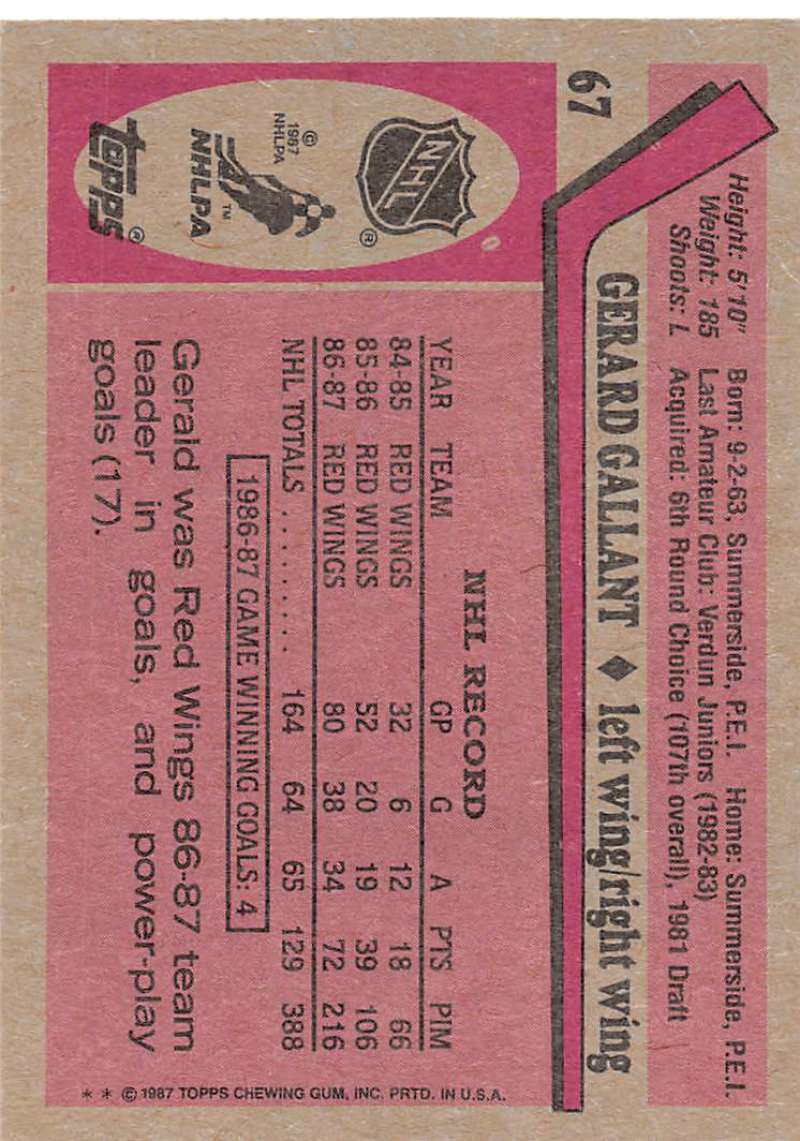 67
GERARD GALLANT ◆ left wing/right wing
Height: 5'10" Born: 9-2-63, Summerside, P.E.I. Home: Summerside, P.E.I.
Weight: 185 Last Amateur Club: Verdun Juniors (1982-83)
Shoots: L Acquired: 6th Round Choice (107th overall), 1981 Draft
NHL
®
© 1987 NHLPA
™
NHLPA
TOPPS ®
NHL RECORD
YEAR TEAM GP G A PTS PIM
84-85 RED WINGS 32 6 12 18 66
85-86 RED WINGS 52 20 19 39 106
86-87 RED WINGS 80 38 34 72 216
NHL TOTALS . . . . . . . . . 164 64 65 129 388
1986-87 GAME WINNING GOALS: 4
Gerald was Red Wings 86-87 team
leader in goals, and power-play
goals (17).
* * © 1987 TOPPS CHEWING GUM, INC. PRTD. IN U.S.A.